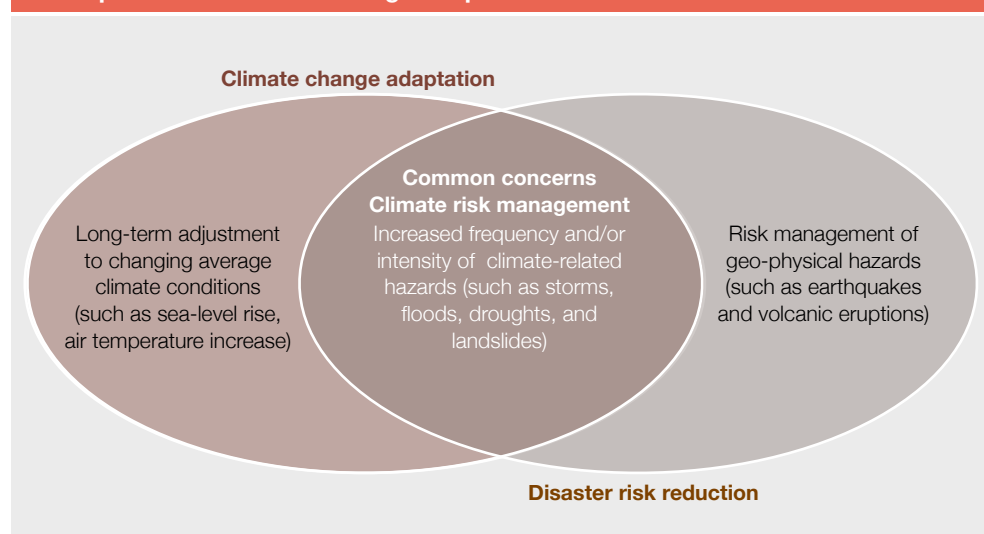 Climate change adaptation
Common concerns
Climate risk management
Increased frequency and/or
intensity of climate-related
hazards (such as storms,
floods, droughts, and
landslides)
Long-term adjustment
to changing average
climate conditions
(such as sea-level rise,
air temperature increase)
Risk management of
geo-physical hazards
(such as earthquakes
and volcanic eruptions)
Disaster risk reduction